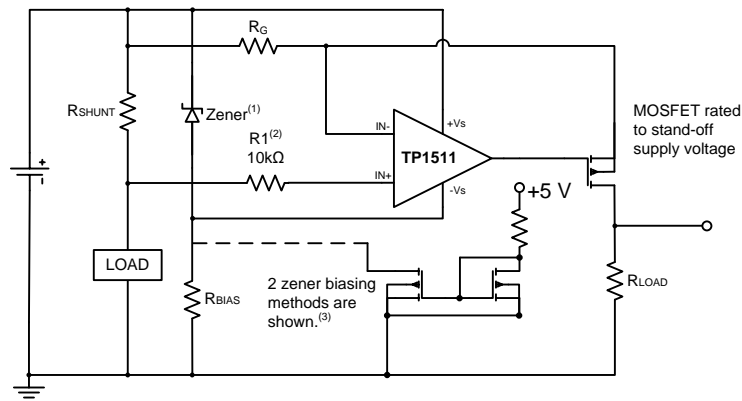 RG
RSHUNT
Zener(1)
R1(2)
10kΩ
IN-
+Vs
TP1511
IN+
-Vs
MOSFET rated
to stand-off
supply voltage
+
-
+5 V
LOAD
RBIAS
2 zener biasing
methods are
shown.(3)
RLOAD